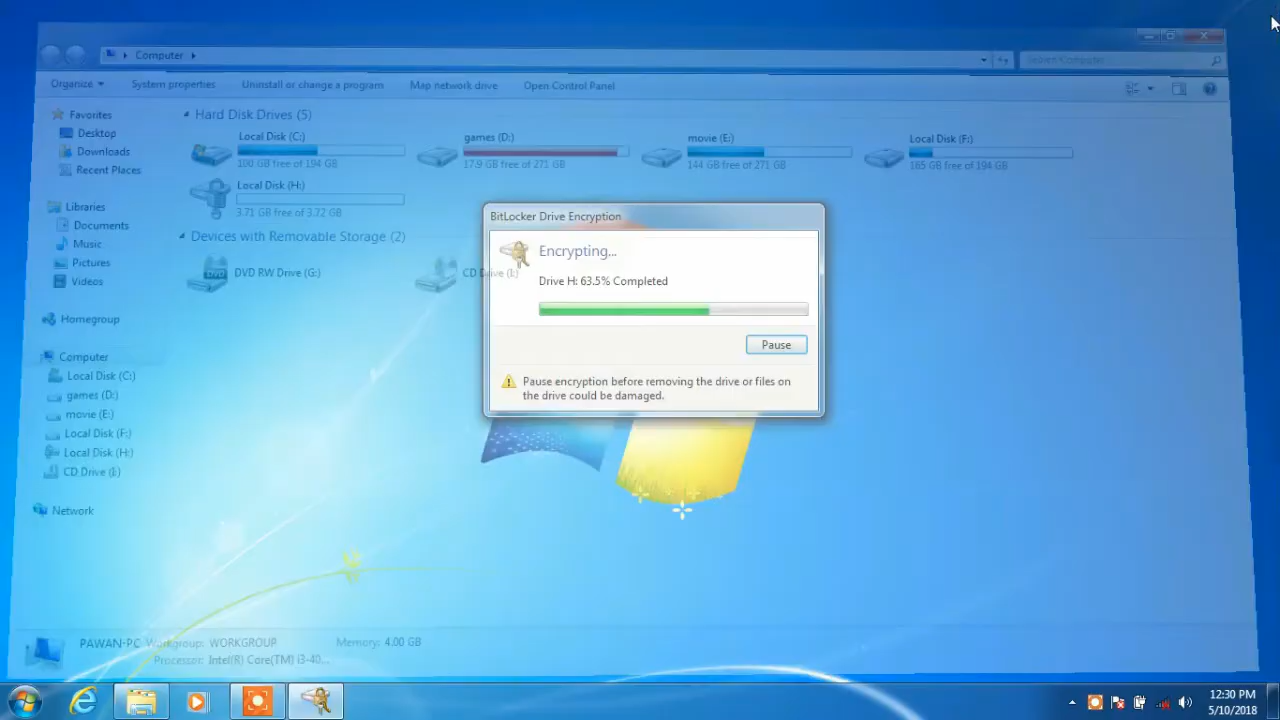 Computer
Search Computer
Organize
System properties
Uninstall or change a program
Map network drive
Open Control Panel
Favorites
Desktop
Downloads
Recent Places
Libraries
Documents
Music
Pictures
Videos
Homegroup
Computer
Local Disk (C:)
games (D:)
movie (E:)
Local Disk (F:)
Local Disk (H:)
CD Drive (I:)
Network
Hard Disk Drives (5)
Local Disk (C:)
100 GB free of 194 GB
games (D:)
17.9 GB free of 271 GB
movie (E:)
144 GB free of 271 GB
Local Disk (F:)
165 GB free of 194 GB
Local Disk (H:)
3.71 GB free of 3.72 GB
Devices with Removable Storage (2)
DVD RW Drive (G:)
CD Drive (I:)
BitLocker Drive Encryption
Encrypting...
Drive H: 63.5% Completed
Pause
Pause encryption before removing the drive or files on
the drive could be damaged.
PAWAN-PC Workgroup: WORKGROUP Memory: 4.00 GB
Processor: Intel(R) Core(TM) i3-40...
12:30 PM
5/10/2018